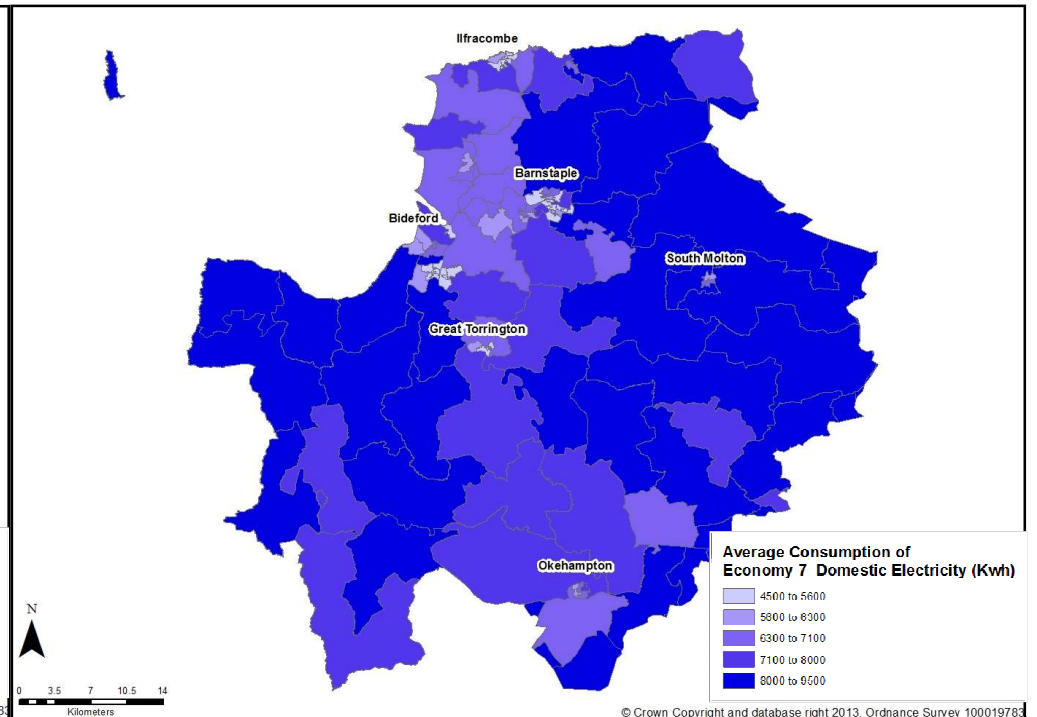 Ilfracombe
Barnstaple
Bideford
South Molton
Great Torrington
Okehampton
Average Consumption of
Economy 7 Domestic Electricity (Kwh)
4500 to 5600
5600 to 6300
6300 to 7100
7100 to 8000
8000 to 9500
N
0 3.5 7 10.5 14
Kilometers
83
© Crown Copyright and database right 2013. Ordnance Survey 100019783